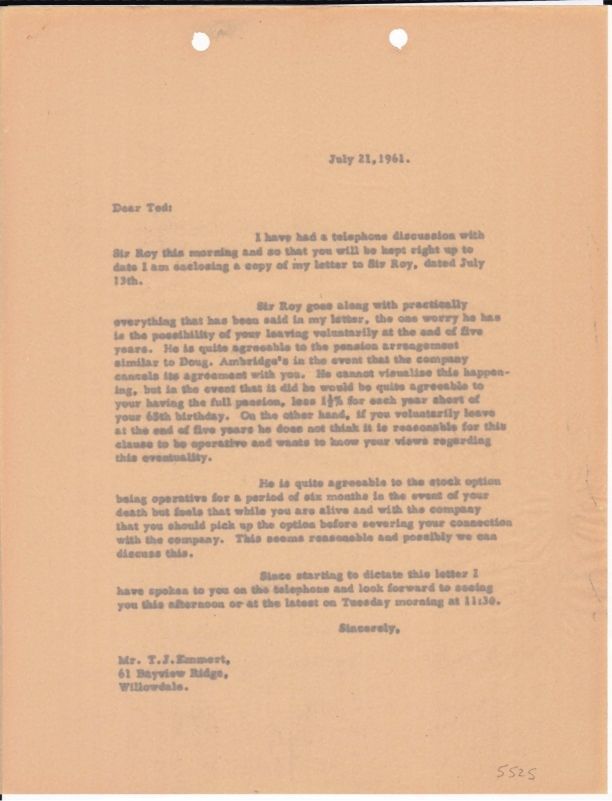 July 21,1961.
Dear Ted:
I have had a telephone discussion with
Sir Roy this morning and so that you will be kept right up to
date I am enclosing a copy of my letter to Sir Roy, dated July
13th.
Sir Roy goes along with practically
everything that has been said in my letter, the one worry he has
is the possibility of your leaving voluntarily at the end of five
years. He is quite agreeable to the pension arrangement
similar to Doug. Ambridge's in the event that the company
cancels its agreement with you. He cannot visualize this happen-
ing, but in the event that it did he would be quite agreeable to
your having the full pension, less 1½% for each year short of
your 65th birthday. On the other hand, if you voluntarily leave
at the end of five years he does not think it is reasonable for this
clause to be operative and wants to know your views regarding
this eventuality.
He is quite agreeable to the stock option
being operative for a period of six months in the event of your
death but feels that while you are alive and with the company
that you should pick up the option before severing your connection
with the company. This seems reasonable and possibly we can
discuss this.
Since starting to dictate this letter I
have spoken to you on the telephone and look forward to seeing
you this afternoon or at the latest on Tuesday morning at 11:30.
Sincerely,
Mr. T.J.Emmert,
61 Bayview Ridge,
Willowdale.
5525